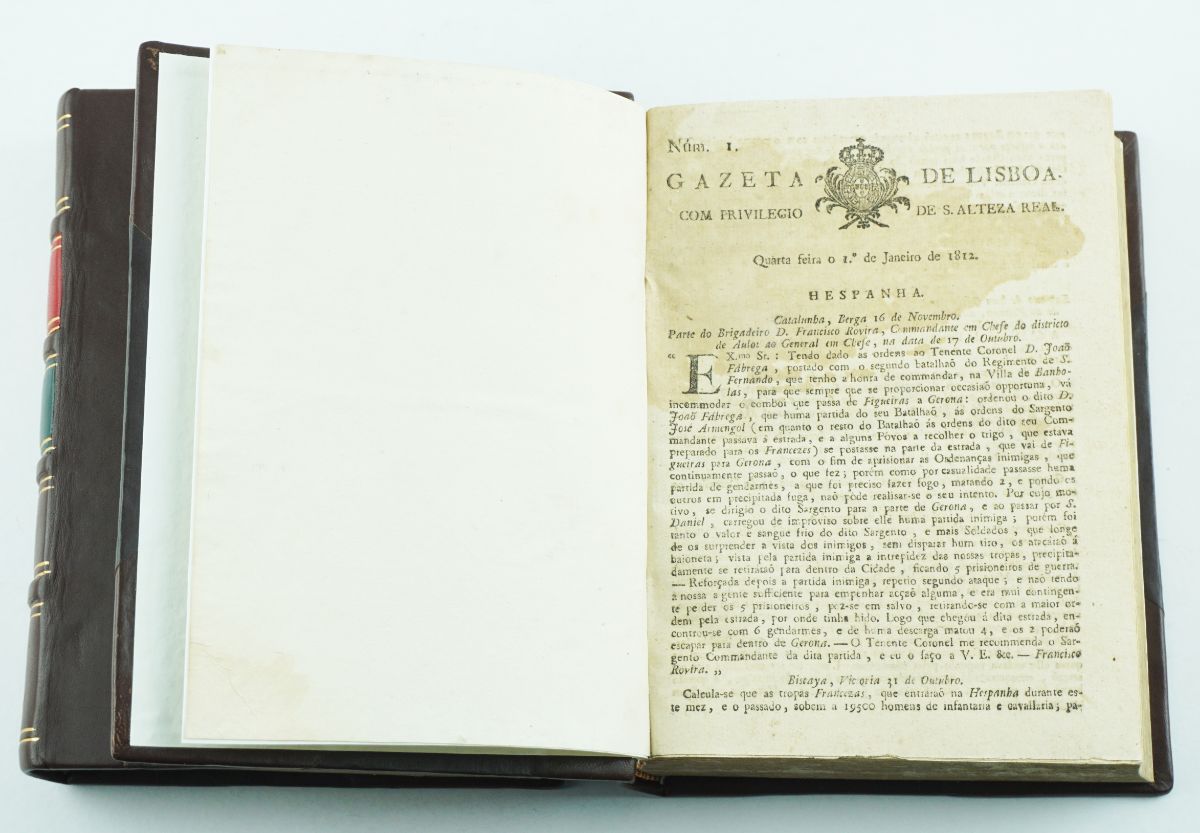 Núm. 1.
GAZETA DE LISBOA.
COM PRIVILEGIO DE S. ALTEZA REAL.
Quarta feira o 1.º de Janeiro de 1812.
HESPANHA.
Catalunha, Berga 16 de Novembro.
Parte do Brigadeiro D. Francisco Rovira, Commandante em Chefe do districto
de Aulot ao General em Chefe, na data de 17 de Outubro.
“ EX.mo Sr.: Tendo dado as ordens ao Tenente Coronel D. Joaõ
Fábrega, postado com o segundo batalhaõ do Regimento de S.
Fernando, que tenho a honra de commandar, na Villa de Banho-
las, para que sempre que se proporcionar occasiaõ opportuna, vá
incommodar o comboi que passa de Figueiras a Gerona: ordenou o dito D.
Joaõ Fábrega, que huma partida do seu Batalhaõ, ás ordens do Sargento
José Armengol (em quanto o resto do Batalhaõ ás ordens do dito seu Com-
mandante passava á estrada, e a alguns Povos a recolher o trigo, que estava
preparado para os Francezes) se postasse na parte da estrada, que vai de Fi-
gueiras para Gerona, com o fim de aprisionar as Ordenanças inimigas, que
continuamente passaõ, o que fez; porém como por casualidade passasse huma
partida de gendarmes, a que foi preciso fazer fogo, matando 2, e pondo os
outros em precipitada fuga, naõ pôde realisar-se o seu intento. Por cujo mo-
tivo, se dirigio o dito Sargento para a parte de Gerona, e ao passar por S.
Daniel, carregou de improviso sobre elle huma partida inimiga; porém foi
tanto o valor e sangue frio do dito Sargento, e mais Soldados, que longe
de os surprender a vista dos inimigos, sem disparar hum tiro, os atacáraõ á
baioneta; vista pela partida inimiga a intrepidez das nossas tropas, precipita-
damente se retiráraõ para dentro da Cidade, ficando 5 prisioneiros de guerra.
— Reforçada depois a partida inimiga, repetio segundo ataque; e naõ tendo
a nossa a gente sufficiente para empenhar acçaõ alguma, e era mui contingen-
te perder os 5 prisioneiros, poz-se em salvo, retirando-se com a maior or-
dem pela estrada, por onde tinha hido. Logo que chegou á dita estrada, en-
controu-se com 6 gendarmes, e de huma descarga matou 4, e os 2 poderaõ
escapar para dentro de Gerona. — O Tenente Coronel me recommenda o Sar-
gento Commandante da dita partida, e eu o faço a V. E. &c. — Francisco
Rovira. „
Biscaya, Victoria 31 de Outubro.
Calcula-se que as tropas Francezas, que entráraõ na Hespanha durante es-
te mez, e o passado, sobem a 19500 homens de infantaria e cavallaria; pa-